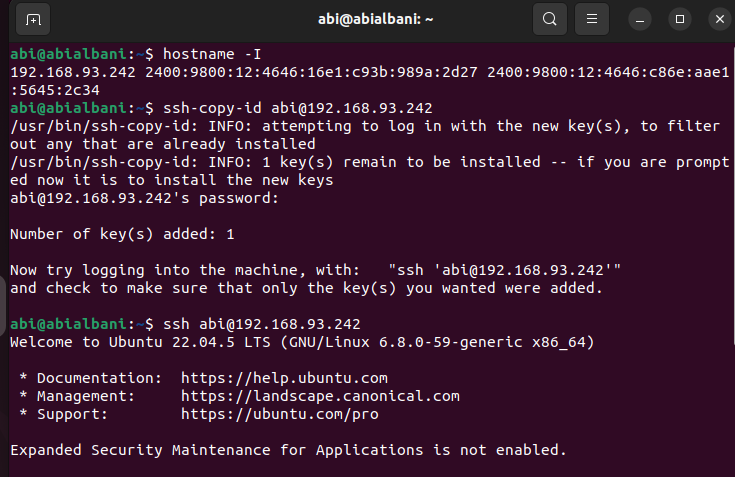 abi@abialbani: ~
abi@abialbani:~$ hostname -I
192.168.93.242 2400:9800:12:4646:16e1:c93b:989a:2d27 2400:9800:12:4646:c86e:aae1
:5645:2c34
abi@abialbani:~$ ssh-copy-id abi@192.168.93.242
/usr/bin/ssh-copy-id: INFO: attempting to log in with the new key(s), to filter
out any that are already installed
/usr/bin/ssh-copy-id: INFO: 1 key(s) remain to be installed -- if you are prompt
ed now it is to install the new keys
abi@192.168.93.242's password:
Number of key(s) added: 1
Now try logging into the machine, with:   "ssh 'abi@192.168.93.242'"
and check to make sure that only the key(s) you wanted were added.
abi@abialbani:~$ ssh abi@192.168.93.242
Welcome to Ubuntu 22.04.5 LTS (GNU/Linux 6.8.0-59-generic x86_64)
 * Documentation:  https://help.ubuntu.com
 * Management:     https://landscape.canonical.com
 * Support:        https://ubuntu.com/pro
Expanded Security Maintenance for Applications is not enabled.